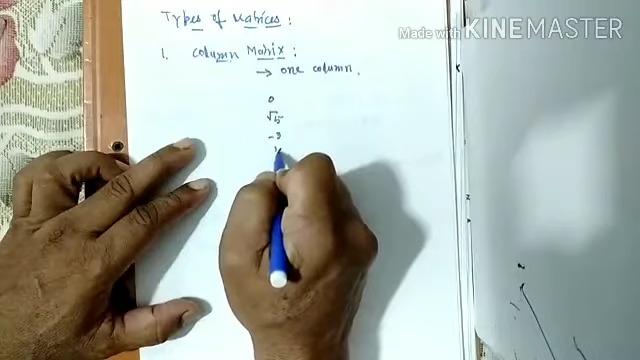 Types of Matrices :
Made with KINEMASTER
1. Column Matrix :
→ one column.
0
√5
-3